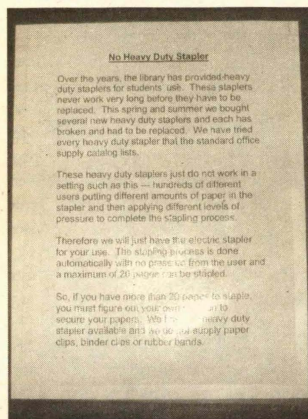 No Heavy Duty Stapler
Over the years, the library has provided heavy
duty staplers for students use. These staplers
never work very long before they have to be
replaced. This spring and summer we bought
several new heavy duty staplers and each has
broken and had to be replaced. We have tried
every heavy duty stapler that the standard office
supply catalog lists.
These heavy duty staplers just do not work in a
setting such as this — hundreds of different
users putting different amounts of paper in the
stapler and then applying different levels of
pressure to complete the stapling process.
Therefore we will just have the electric stapler
for your use. The stapling process is done
automatically with no pressure from the user and
a maximum of 20 pages can be stapled.
So, if you have more than 20 pages to staple,
you must figure out your own to
secure your papers. We heavy duty
stapler available and we do not supply paper
clips, binder clips or rubber bands.